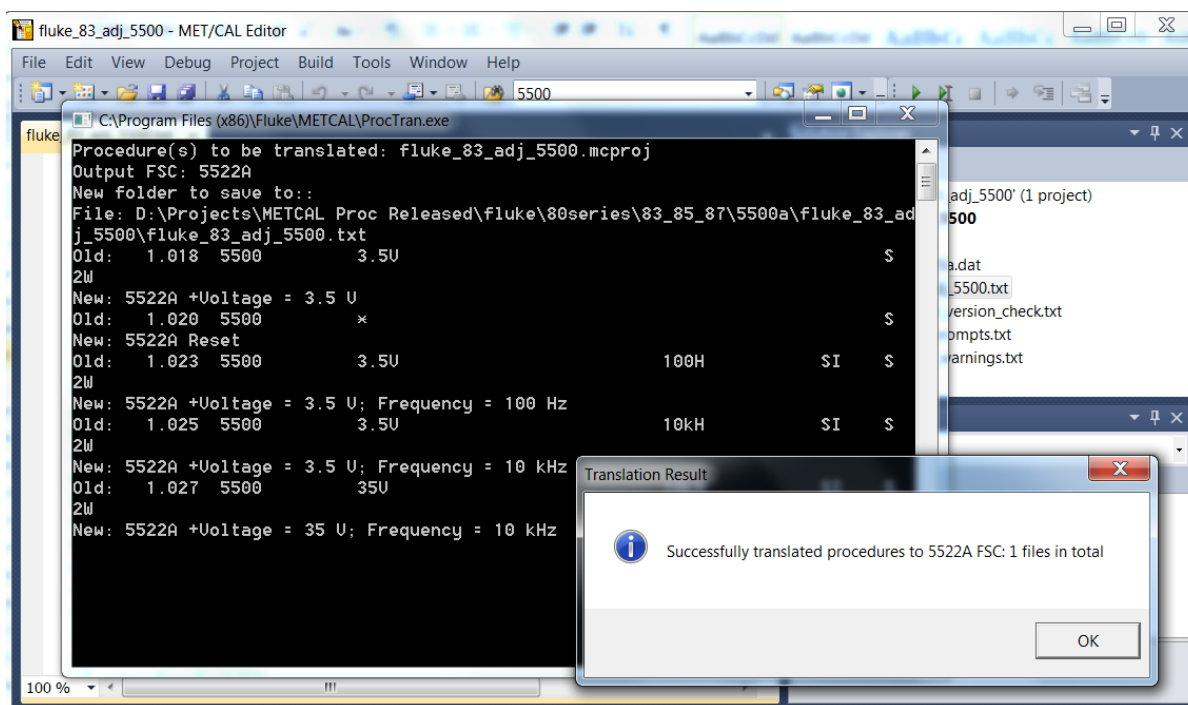 fluke_83_adj_5500 - MET/CAL Editor
File Edit View Debug Project Build Tools Window Help
5500
C:\Program Files (x86)\Fluke\METCAL\ProcTran.exe
fluke
Procedure(s) to be translated: fluke_83_adj_5500.mcproj
Output FSC: 5522A
New folder to save to::
File: D:\Projects\METCAL Proc Released\fluke\80series\83_85_87\5500a\fluke_83_ad
j_5500\fluke_83_adj_5500.txt
Old: 1.018 5500 3.5V S
2W
New: 5522A +Voltage = 3.5 V
Old: 1.020 5500 * S
New: 5522A Reset
Old: 1.023 5500 3.5V 100H SI S
2W
New: 5522A +Voltage = 3.5 V; Frequency = 100 Hz
Old: 1.025 5500 3.5V 10kH SI S
2W
New: 5522A +Voltage = 3.5 V; Frequency = 10 kHz
Old: 1.027 5500 35V
2W
New: 5522A +Voltage = 35 V; Frequency = 10 kHz
_adj_5500' (1 project)
500
a.dat
_5500.txt
version_check.txt
ompts.txt
varnings.txt
Translation Result
Successfully translated procedures to 5522A FSC: 1 files in total
OK
100 %